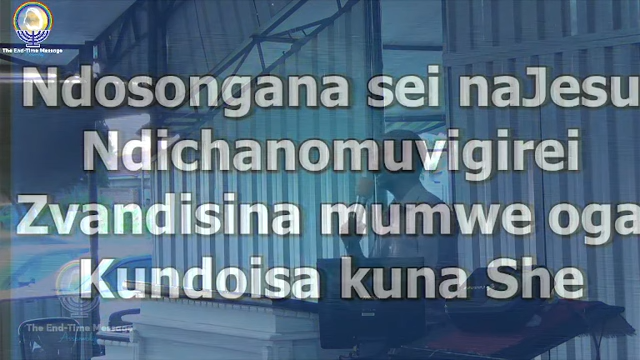 The End-Time Message
Ndosongana sei naJesu
Ndichanomuvigirei
Zvandisina mumwe oga
Kundoisa kuna She
The End-Time Message